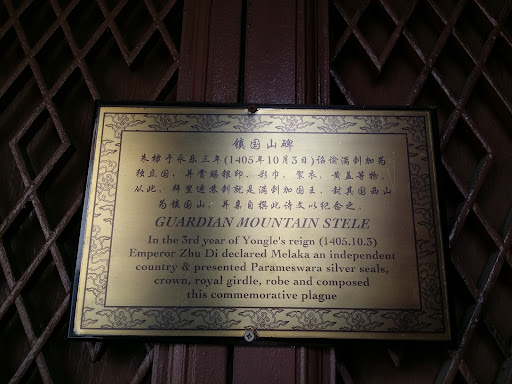 镇国山碑
朱棣于永乐三年(1405年10月3日)诏谕满剌加为
独立国，并赏赐银印、彩巾、袭衣、黄盖等物，
从此，拜里迷苏剌就是满剌加国王，封其国西山
为镇国山，并亲自撰此诗文以纪念之。
GUARDIAN MOUNTAIN STELE
In the 3rd year of Yongle's reign (1405.10.3)
Emperor Zhu Di declared Melaka an independent
country & presented Parameswara silver seals,
crown, royal girdle, robe and composed
this commemorative plague